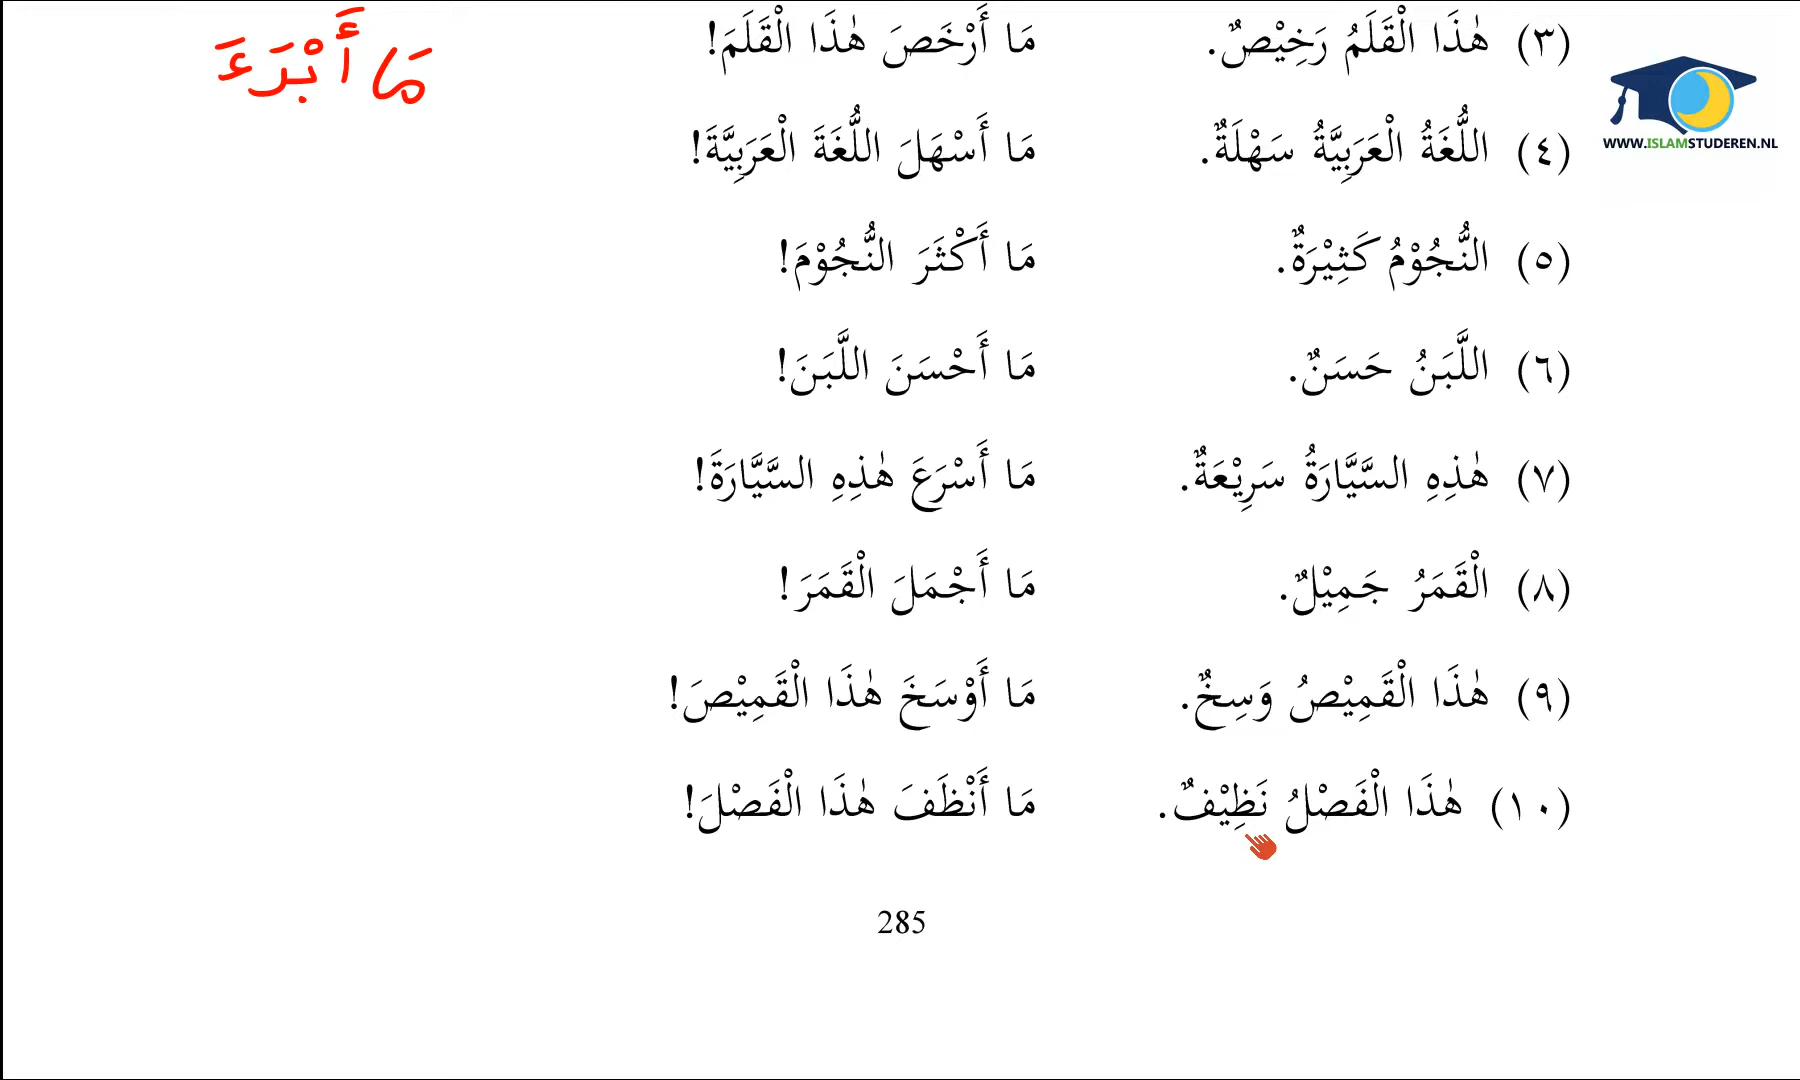 (٣) هٰذَا الْقَلَمُ رَخِيْصٌ. مَا أَرْخَصَ هٰذَا الْقَلَمَ! مَا أَبْرَءَ
WWW.ISLAMSTUDEREN.NL
(٤) اللُّغَةُ الْعَرَبِيَّةُ سَهْلَةٌ. مَا أَسْهَلَ اللُّغَةَ الْعَرَبِيَّةَ!
(٥) النُّجُوْمُ كَثِيْرَةٌ. مَا أَكْثَرَ النُّجُوْمَ!
(٦) اللَّبَنُ حَسَنٌ. مَا أَحْسَنَ اللَّبَنَ!
(٧) هٰذِهِ السَّيَّارَةُ سَرِيْعَةٌ. مَا أَسْرَعَ هٰذِهِ السَّيَّارَةَ!
(٨) الْقَمَرُ جَمِيْلٌ. مَا أَجْمَلَ الْقَمَرَ!
(٩) هٰذَا الْقَمِيْصُ وَسِخٌ. مَا أَوْسَخَ هٰذَا الْقَمِيْصَ!
(١٠) هٰذَا الْفَصْلُ نَظِيْفٌ. مَا أَنْظَفَ هٰذَا الْفَصْلَ!
285